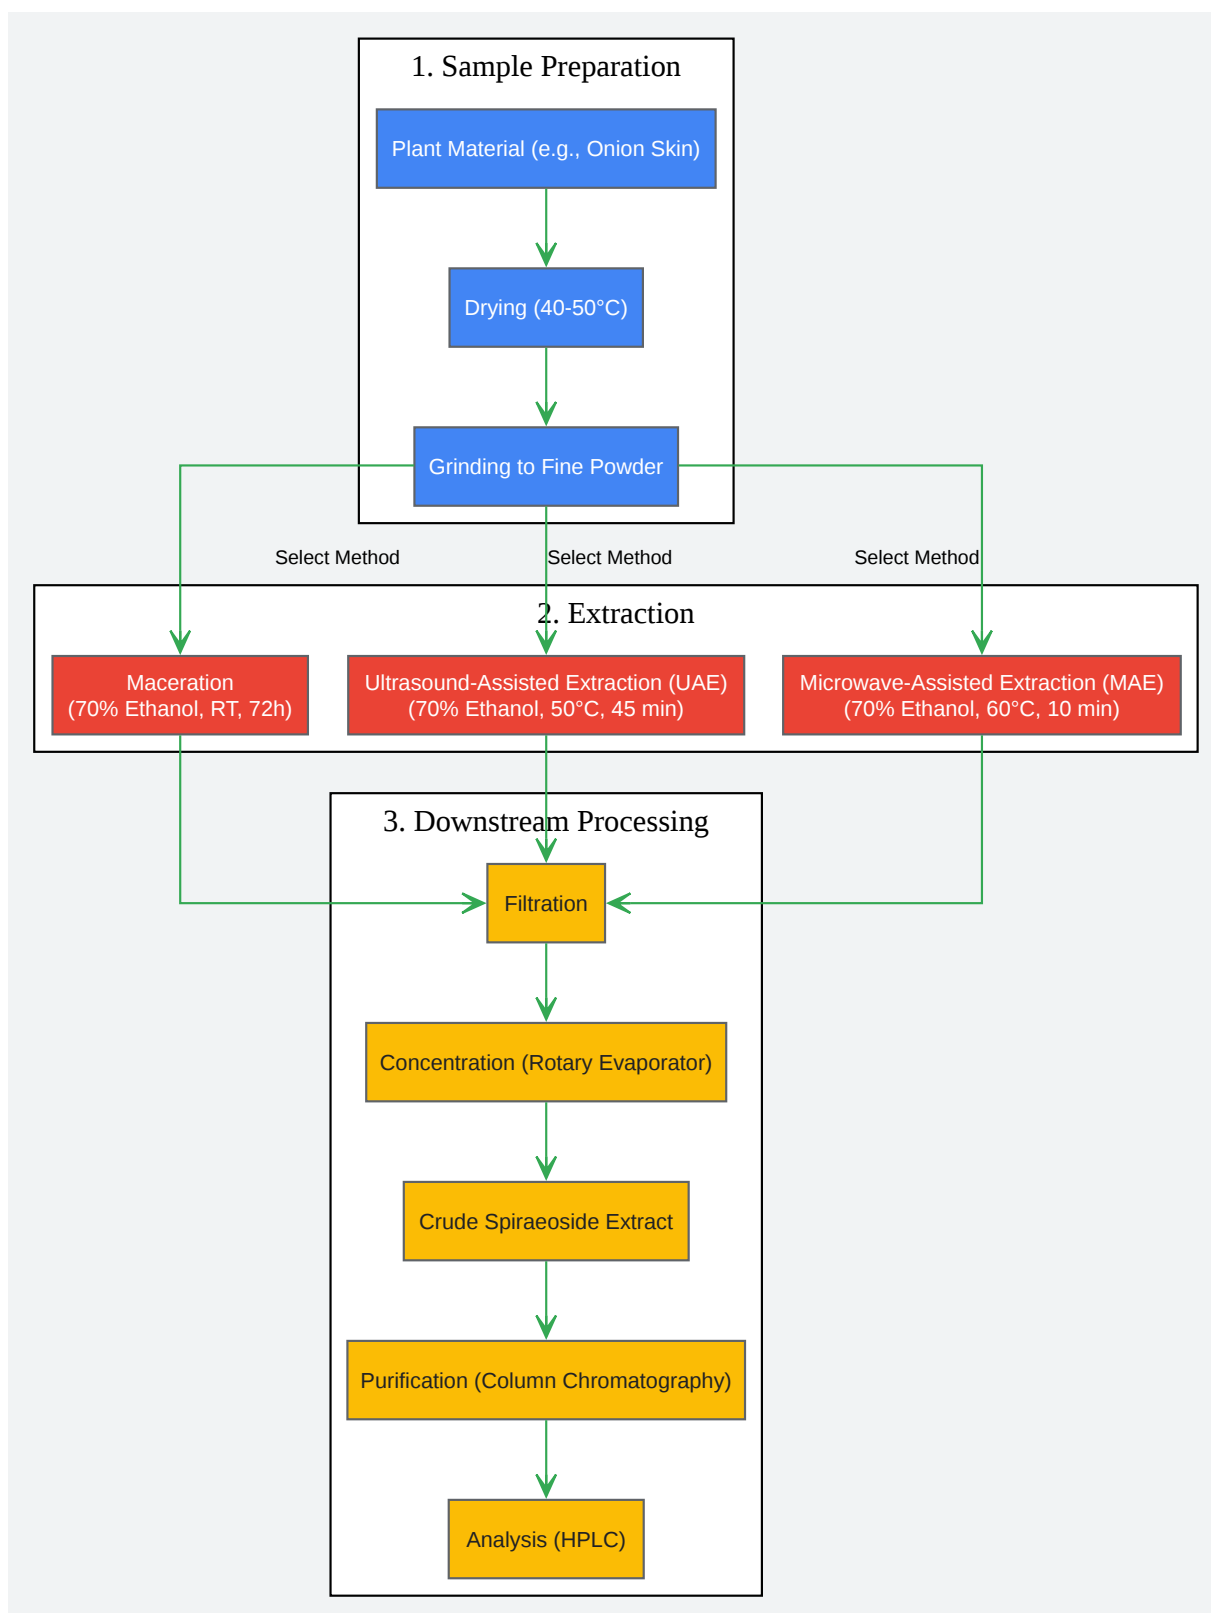 1. Sample Preparation
Plant Material (e.g., Onion Skin)
Drying (40-50°C)
Grinding to Fine Powder
Select Method
Select Method
Select Method
2. Extraction
Maceration
(70% Ethanol, RT, 72h)
Ultrasound-Assisted Extraction (UAE)
(70% Ethanol, 50°C, 45 min)
Microwave-Assisted Extraction (MAE)
(70% Ethanol, 60°C, 10 min)
3. Downstream Processing
Filtration
Concentration (Rotary Evaporator)
Crude Spiraeoside Extract
Purification (Column Chromatography)
Analysis (HPLC)